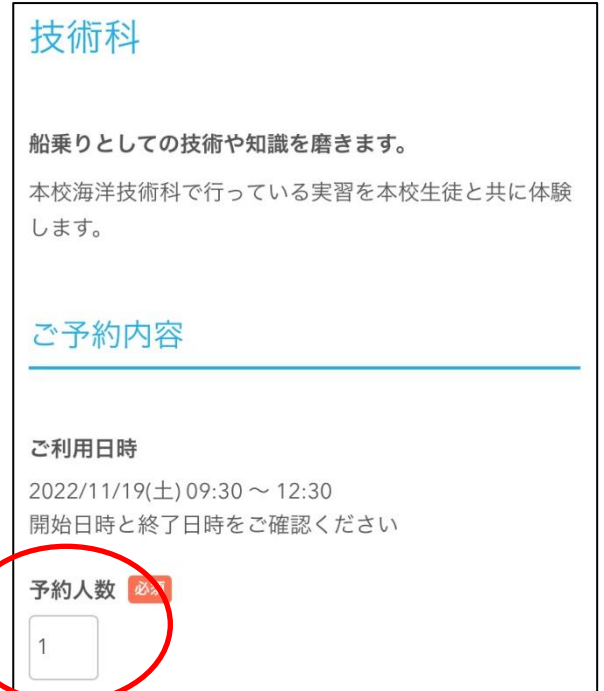 技術科
船乗りとしての技術や知識を磨きます。
本校海洋技術科で行っている実習を本校生徒と共に体験
します。
ご予約内容
ご利用日時
2022/11/19(土) 09:30 ～ 12:30
開始日時と終了日時をご確認ください
予約人数 必須
1